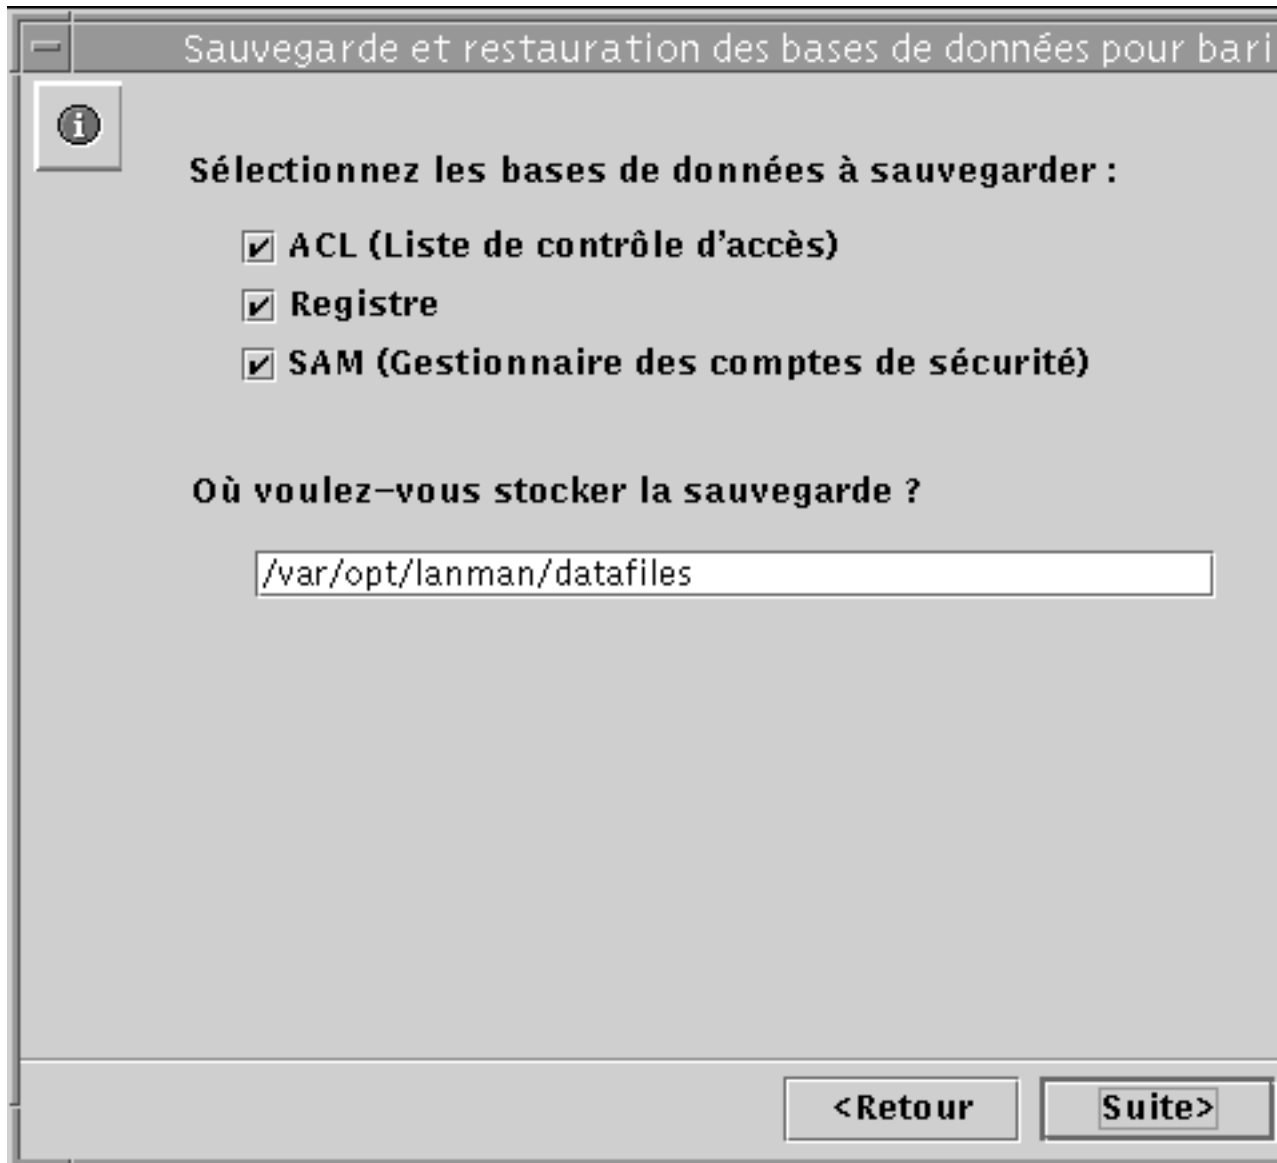 Sauvegarde et restauration des bases de données pour bari
Sélectionnez les bases de données à sauvegarder :
ACL (Liste de contrôle d'accès)
Registre
SAM (Gestionnaire des comptes de sécurité)
Où voulez-vous stocker la sauvegarde ?
/var/opt/lanman/datafiles
<Retour
Suite>